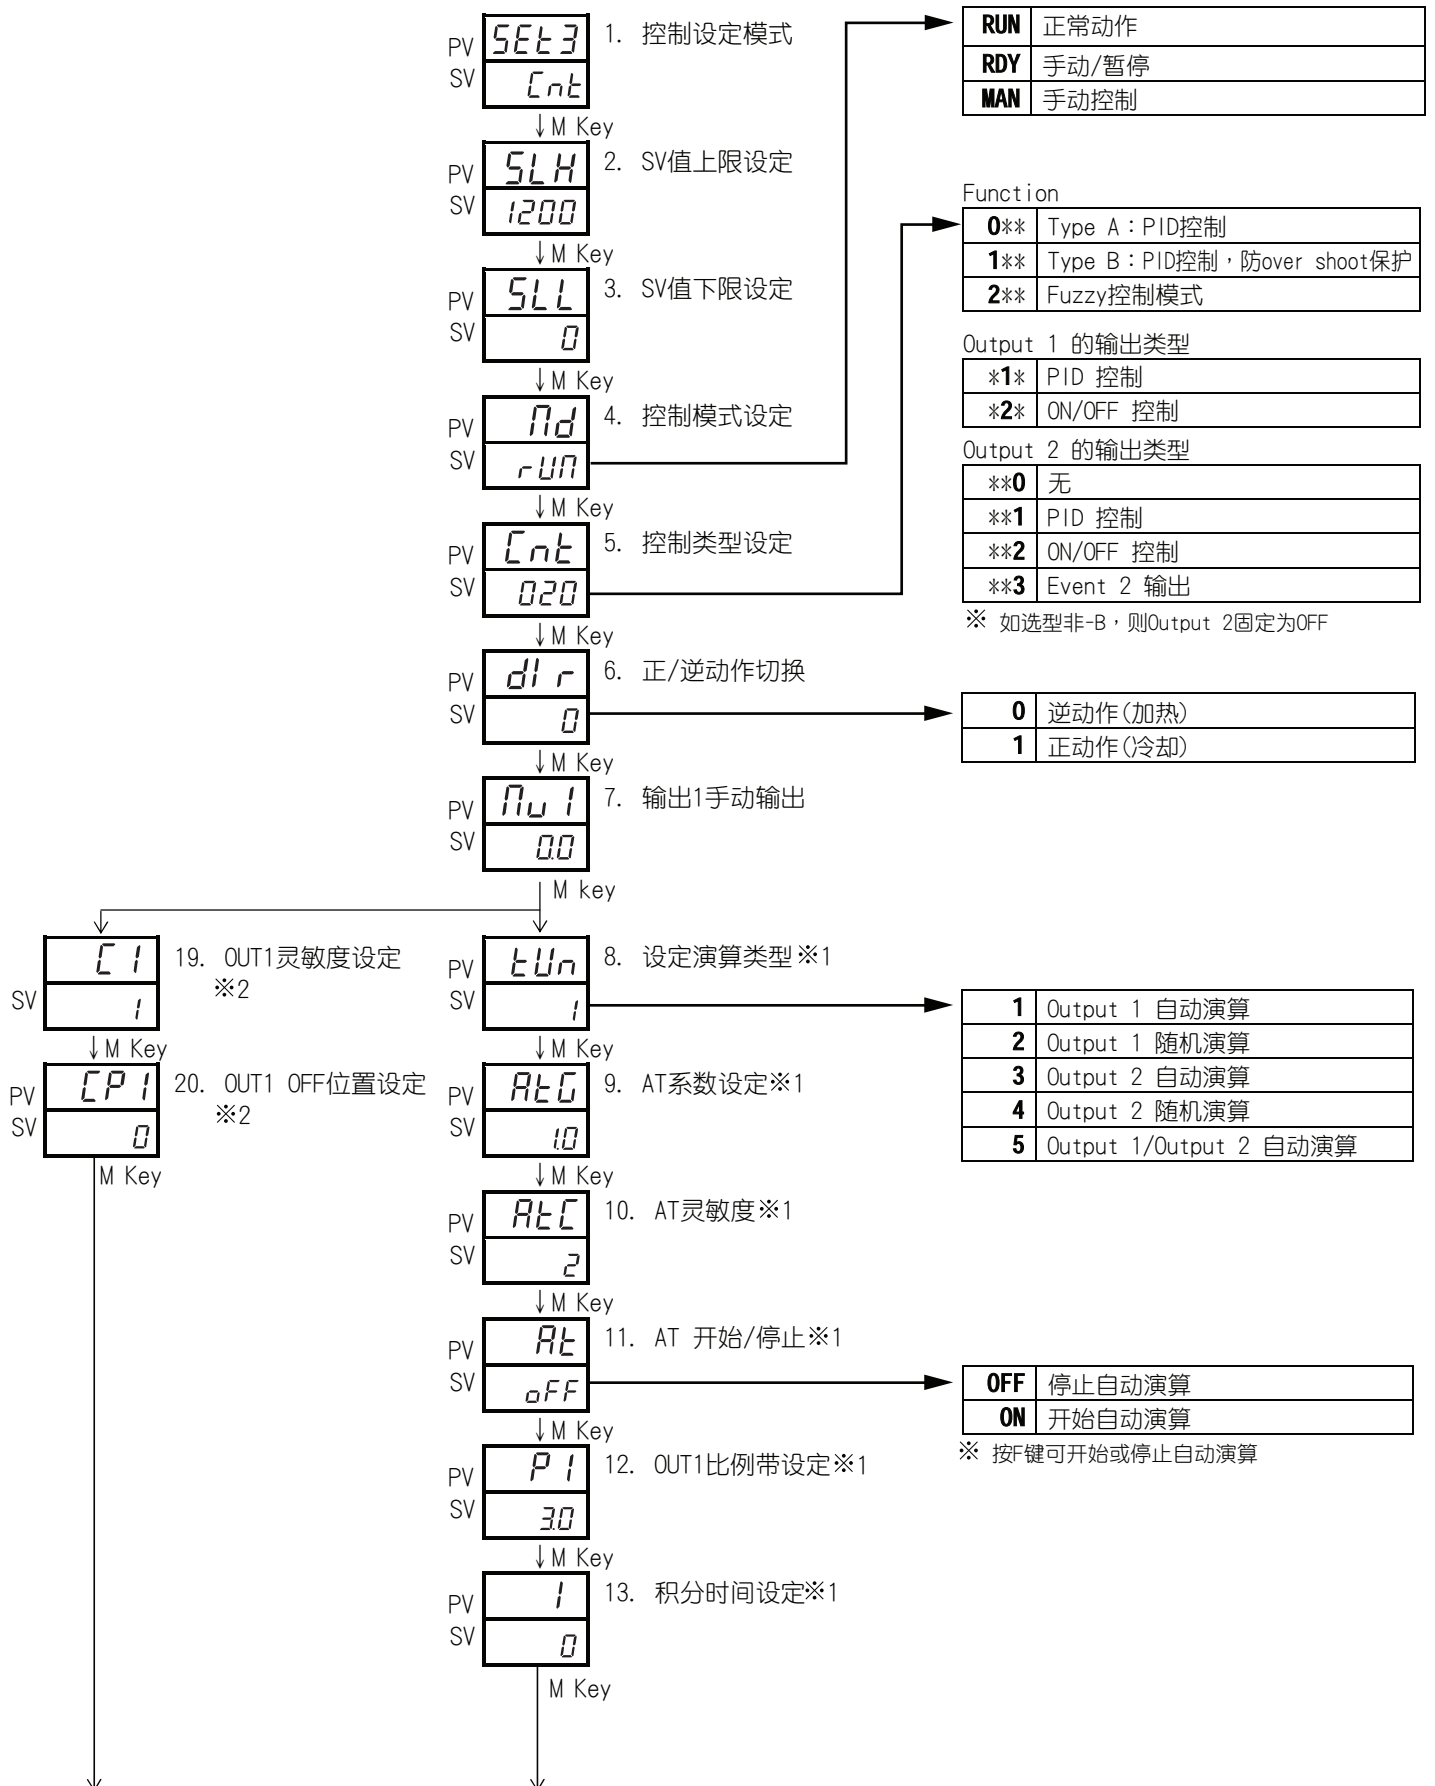 PV SEt3 1. 控制设定模式
SV Cnt
↓M Key
PV SLH 2. SV值上限设定
SV 1200
↓M Key
PV SLL 3. SV值下限设定
SV 0
↓M Key
PV Md 4. 控制模式设定
SV rUn
↓M Key
PV Cnt 5. 控制类型设定
SV 020
↓M Key
PV dIr 6. 正/逆动作切换
SV 0
↓M Key
PV Mv1 7. 输出1手动输出
SV 0.0
M key
RUN 正常动作
RDY 手动/暂停
MAN 手动控制
Function
0** Type A：PID控制
1** Type B：PID控制，防over shoot保护
2** Fuzzy控制模式
Output 1 的输出类型
*1* PID 控制
*2* ON/OFF 控制
Output 2 的输出类型
**0 无
**1 PID 控制
**2 ON/OFF 控制
**3 Event 2 输出
※ 如选型非-B，则Output 2固定为OFF
0 逆动作(加热)
1 正动作(冷却)
C1 19. OUT1灵敏度设定
※2
SV 1
↓M Key
PV CP1 20. OUT1 OFF位置设定
※2
SV 0
M Key
PV tUn 8. 设定演算类型※1
SV 1
↓M Key
PV AtG 9. AT系数设定※1
SV 1.0
↓M Key
PV AtC 10. AT灵敏度※1
SV 2
↓M Key
PV At 11. AT 开始/停止※1
SV oFF
↓M Key
PV P1 12. OUT1比例带设定※1
SV 3.0
↓M Key
PV I 13. 积分时间设定※1
SV 0
M Key
1 Output 1 自动演算
2 Output 1 随机演算
3 Output 2 自动演算
4 Output 2 随机演算
5 Output 1/Output 2 自动演算
OFF 停止自动演算
ON 开始自动演算
※ 按F键可开始或停止自动演算